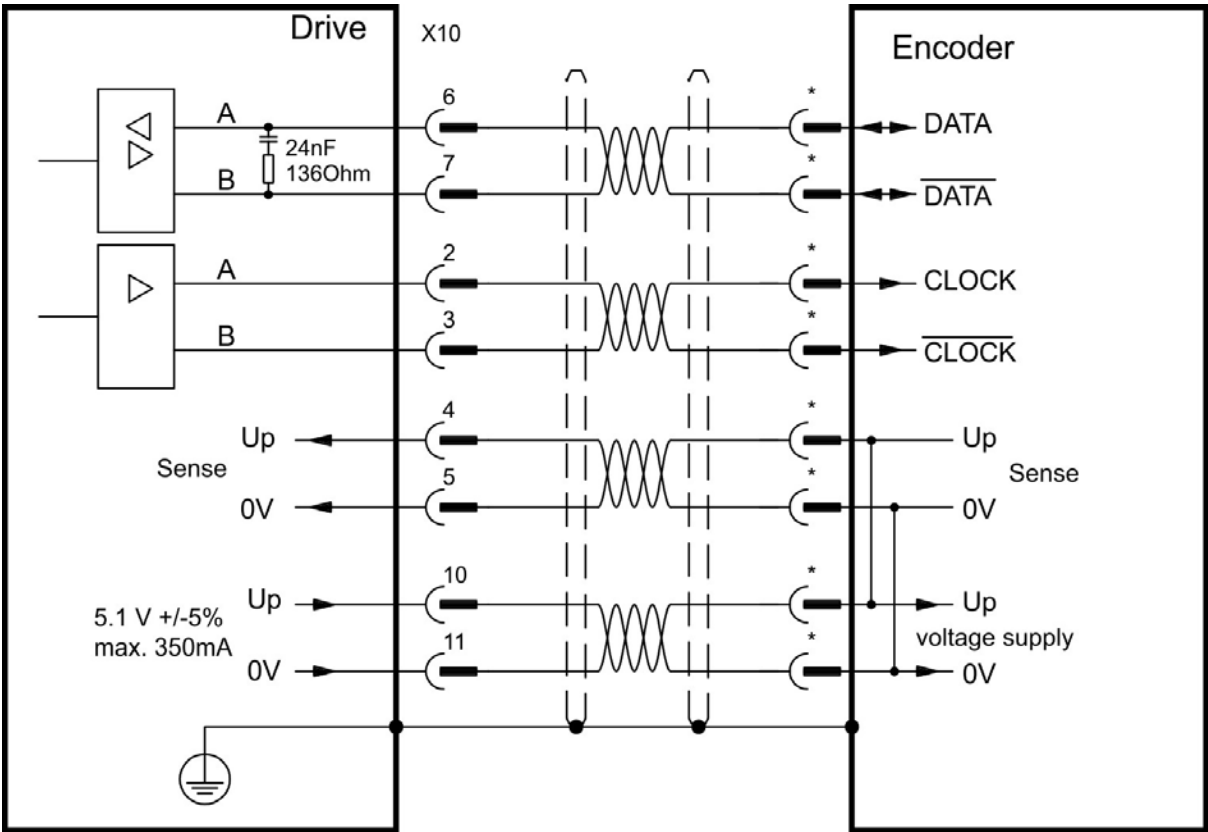 Drive
X10
Encoder
A
6
*
DATA
24nF
136Ohm
B
7
*
DATA
A
2
*
CLOCK
B
3
*
CLOCK
Up
4
*
Up
Sense
Sense
0V
5
*
0V
Up
10
*
Up
5.1 V +/-5%
max. 350mA
voltage supply
0V
11
*
0V